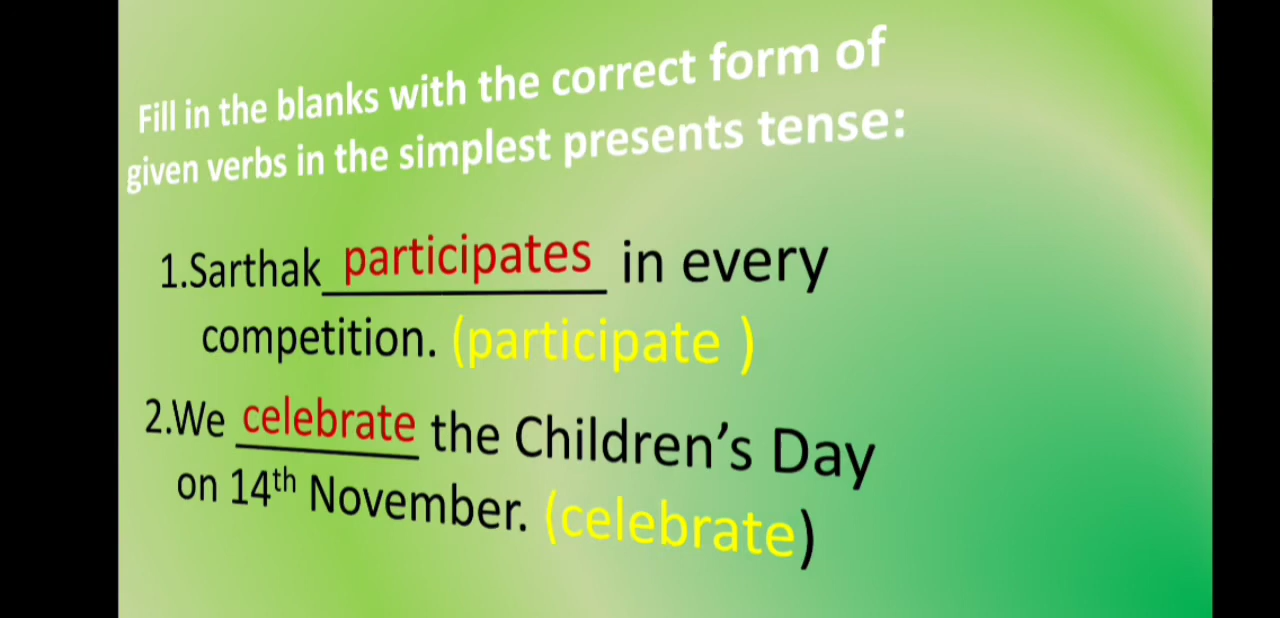 Fill in the blanks with the correct form of
given verbs in the simplest presents tense:
1.Sarthak participates in every
competition. (participate )
2.We celebrate the Children’s Day
on 14th November. (celebrate)